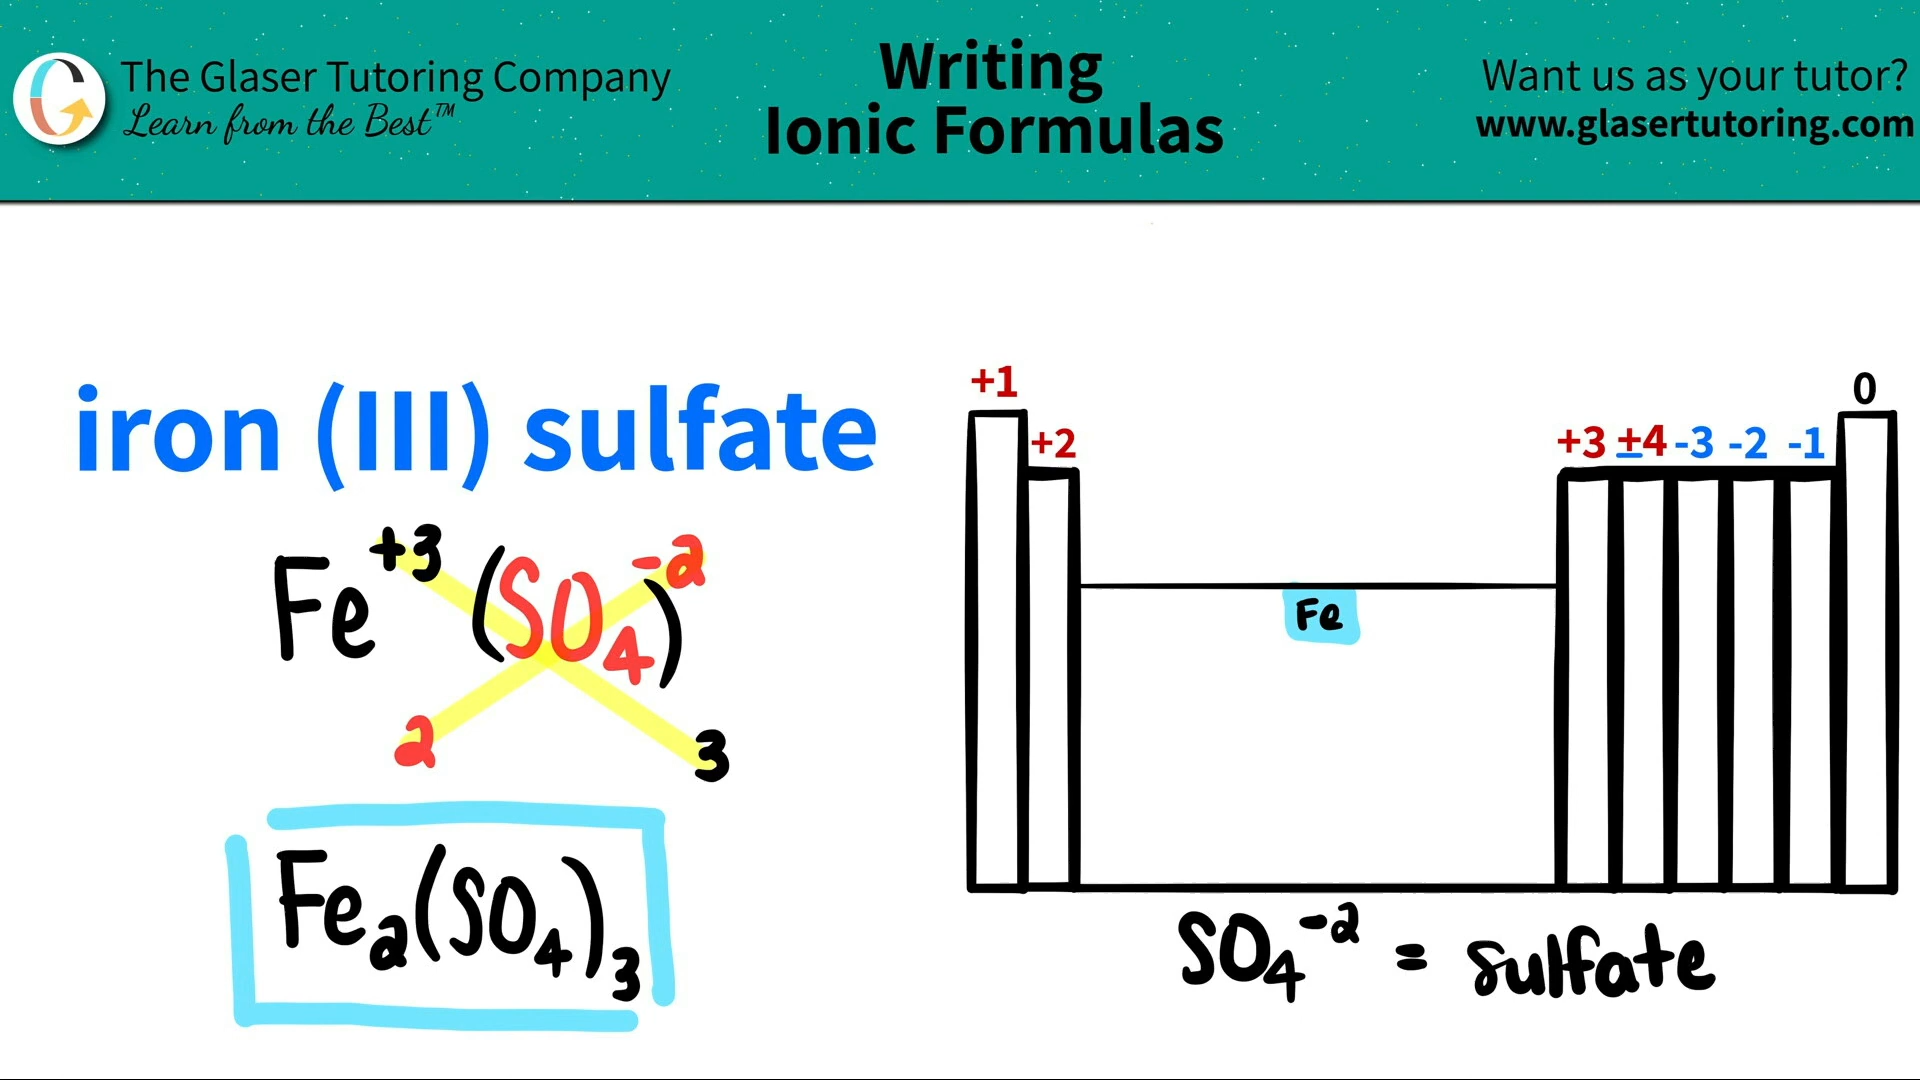 The Glaser Tutoring Company
Learn from the Best™
Writing
Ionic Formulas
Want us as your tutor?
www.glasertutoring.com
iron (III) sulfate
Fe⁺³ (SO₄)⁻²
2 3
Fe₂(SO₄)₃
+1 0
+2 +3 ±4 -3 -2 -1
Fe
SO₄⁻² = sulfate